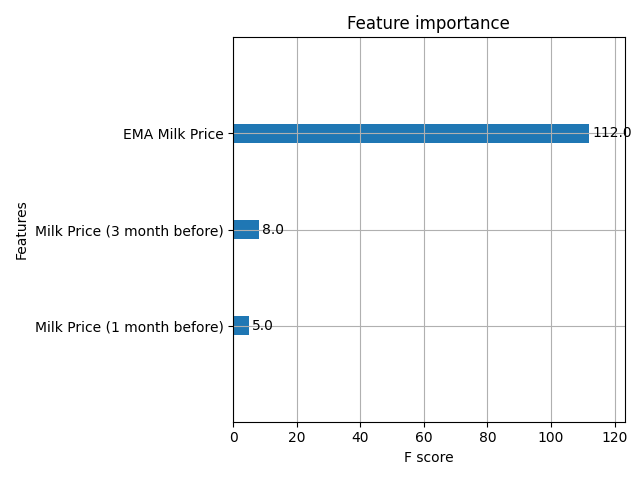 Feature importance
Features
EMA Milk Price
112.0
Milk Price (3 month before)
8.0
Milk Price (1 month before)
5.0
0 20 40 60 80 100 120
F score